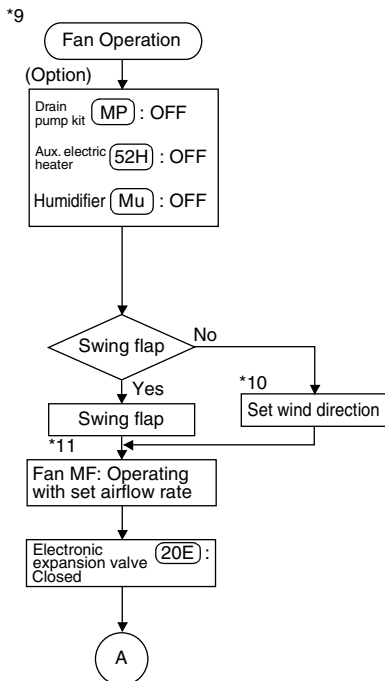 *9
Fan Operation
(Option)
Drain
pump kit MP : OFF
Aux. electric
heater 52H : OFF
Humidifier Mu : OFF
Swing flap
No
Yes
*10
Swing flap
Set wind direction
*11
Fan MF: Operating
with set airflow rate
Electronic
expansion valve 20E :
Closed
A